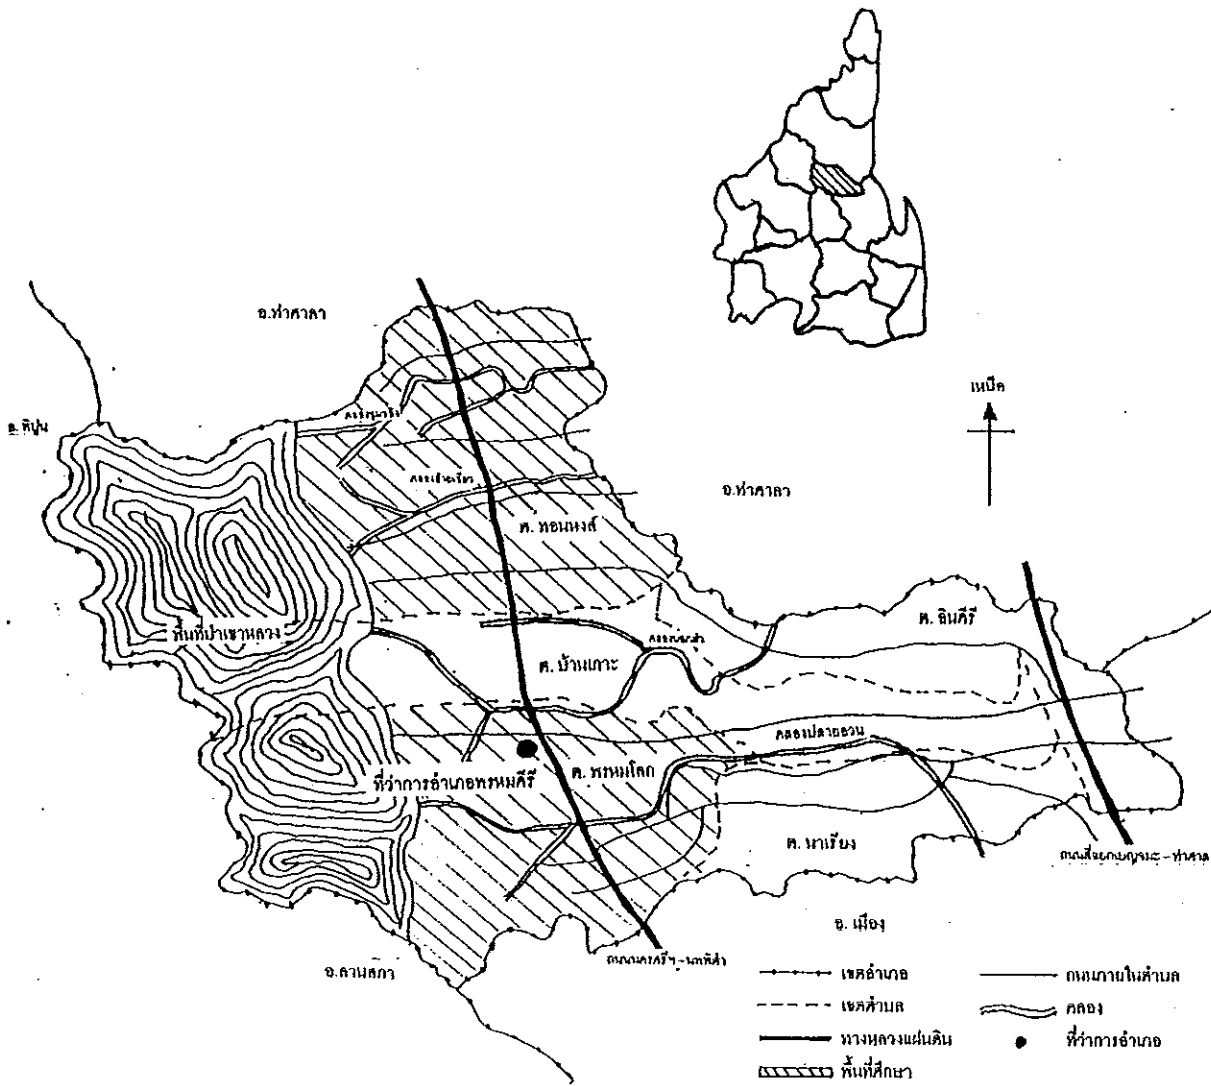 อ.ท่าศาลา
เหนือ
อ. พิปูน
อ.ท่าศาลา
ต. ทอนหงส์
ต. อินคีรี
พื้นที่ป่าเขาหลวง
ต. บ้านเกาะ
คลองปลายอวน
ที่ว่าการอำเภอพรหมคีรี
ต. พรหมโลก
ต. นาเรียง
อ. เมือง
อ.ลานสกา
เขตอำเภอ
ถนนภายในตำบล
เขตตำบล
คลอง
ทางหลวงแผ่นดิน
ที่ว่าการอำเภอ
พื้นที่ศึกษา